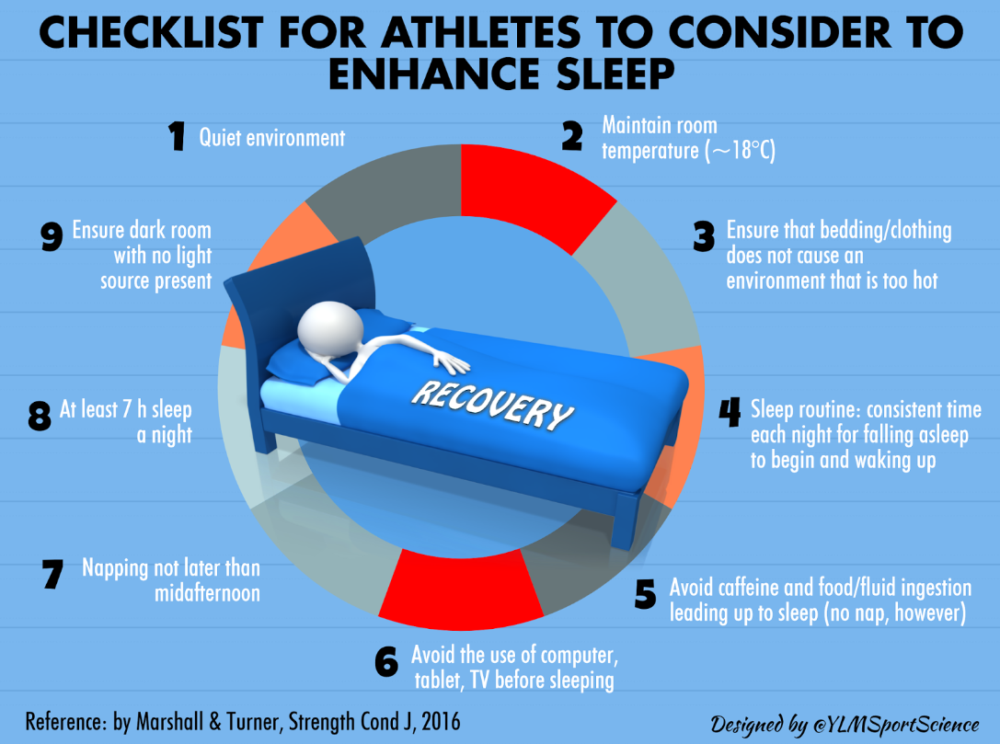 CHECKLIST FOR ATHLETES TO CONSIDER TO
ENHANCE SLEEP
1 Quiet environment
2 Maintain room
temperature (~18°C)
3 Ensure that bedding/clothing
does not cause an
environment that is too hot
4 Sleep routine: consistent time
each night for falling asleep
to begin and waking up
5 Avoid caffeine and food/fluid ingestion
leading up to sleep (no nap, however)
6 Avoid the use of computer,
tablet, TV before sleeping
7 Napping not later than
midafternoon
8 At least 7 h sleep
a night
9 Ensure dark room
with no light
source present
RECOVERY
Reference: by Marshall & Turner, Strength Cond J, 2016
Designed by @YLMSportScience